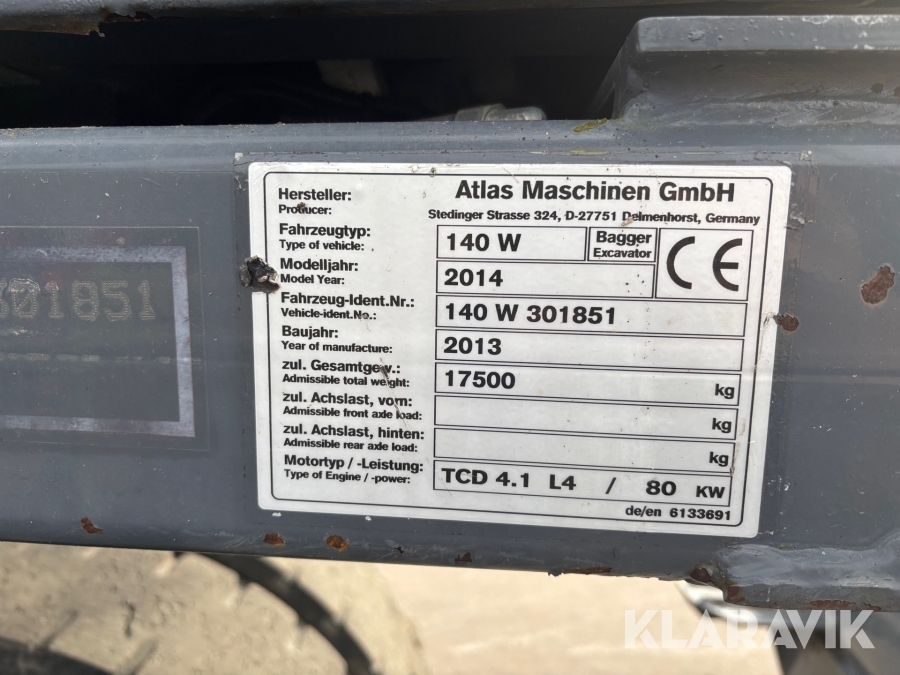 Hersteller: Atlas Maschinen GmbH
Producer: Stedinger Strasse 324, D-27751 Delmenhorst, Germany
Fahrzeugtyp: 140 W Bagger CE
Type of vehicle: Excavator
Modelljahr: 2014
Model Year:
Fahrzeug-Ident.Nr.: 140 W 301851
Vehicle-ident.No.:
Baujahr: 2013
Year of manufacture:
zul. Gesamtgew.: 17500 kg
Admissible total weight:
zul. Achslast, vorn: kg
Admissible front axle load:
zul. Achslast, hinten: kg
Admissible rear axle load:
Motortyp / -Leistung: TCD 4.1 L4 / 80 KW
Type of Engine / -power:
de/en 6133691
301851
KLARAVIK